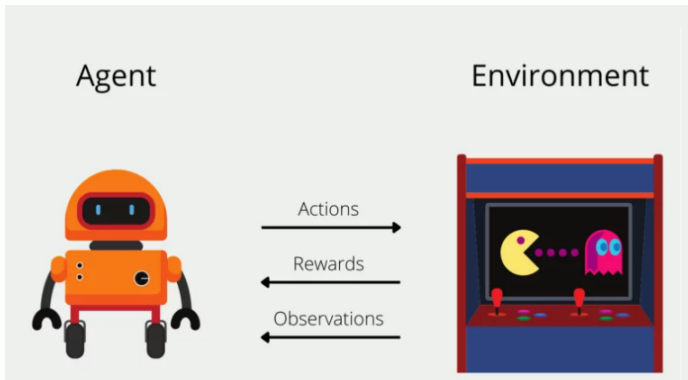 Agent
Environment
Actions
Rewards
Observations